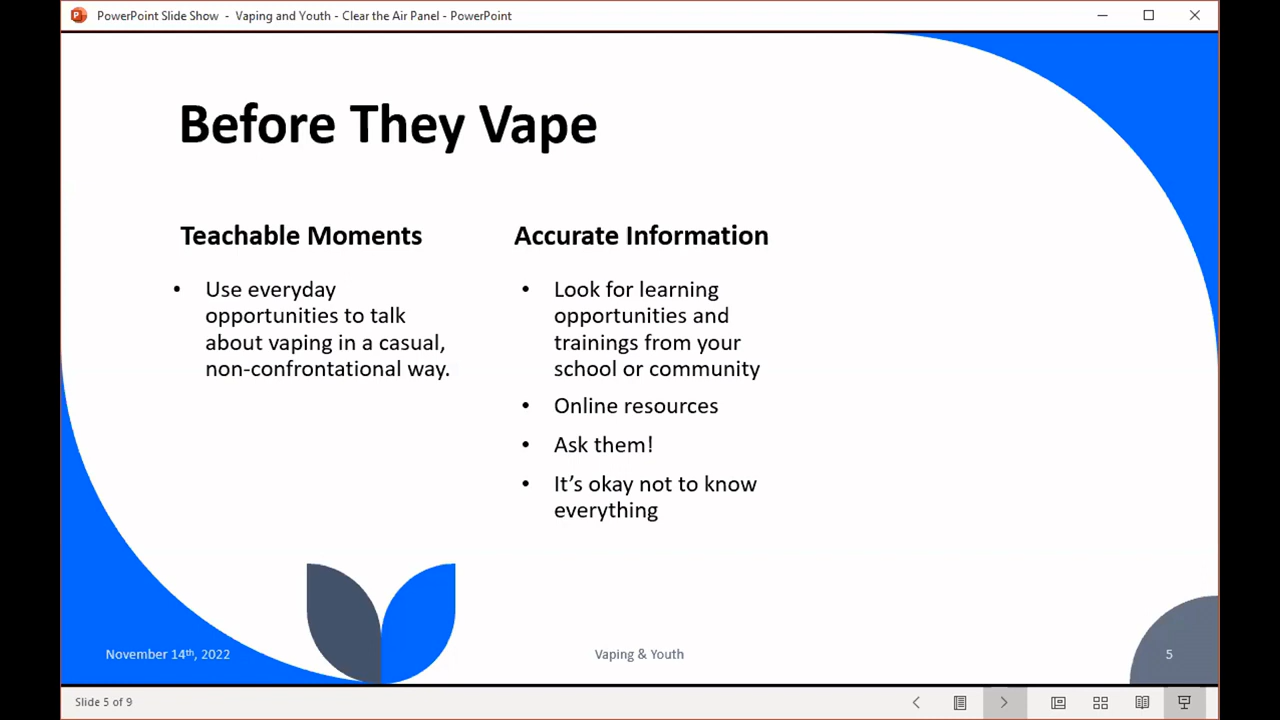 PowerPoint Slide Show - Vaping and Youth - Clear the Air Panel - PowerPoint
Before They Vape
Teachable Moments
• Use everyday
opportunities to talk
about vaping in a casual,
non-confrontational way.
Accurate Information
• Look for learning
opportunities and
trainings from your
school or community
• Online resources
• Ask them!
• It's okay not to know
everything
November 14th, 2022
Vaping & Youth
5
Slide 5 of 9